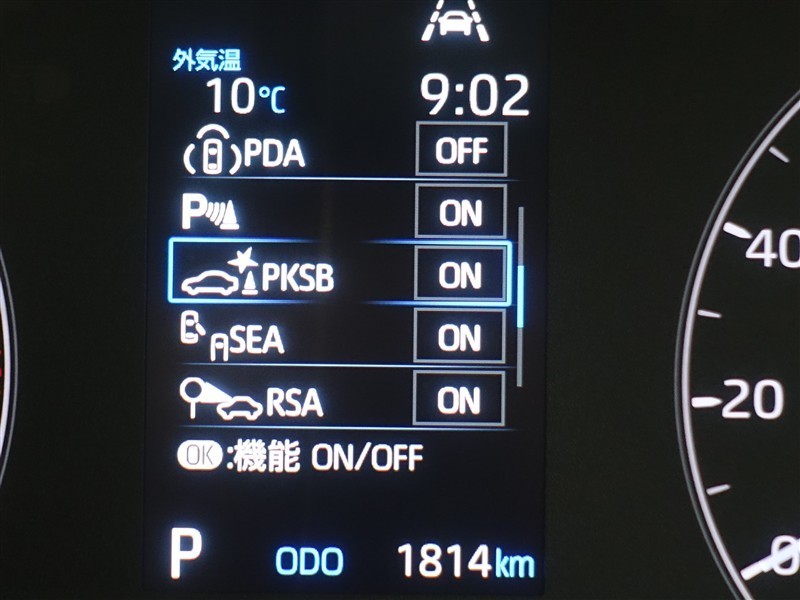 外気温
10℃ 9:02
PDA OFF
P ON
PKSB ON
SEA ON
RSA ON
OK:機能 ON/OFF
P ODO 1814km
40
20
0